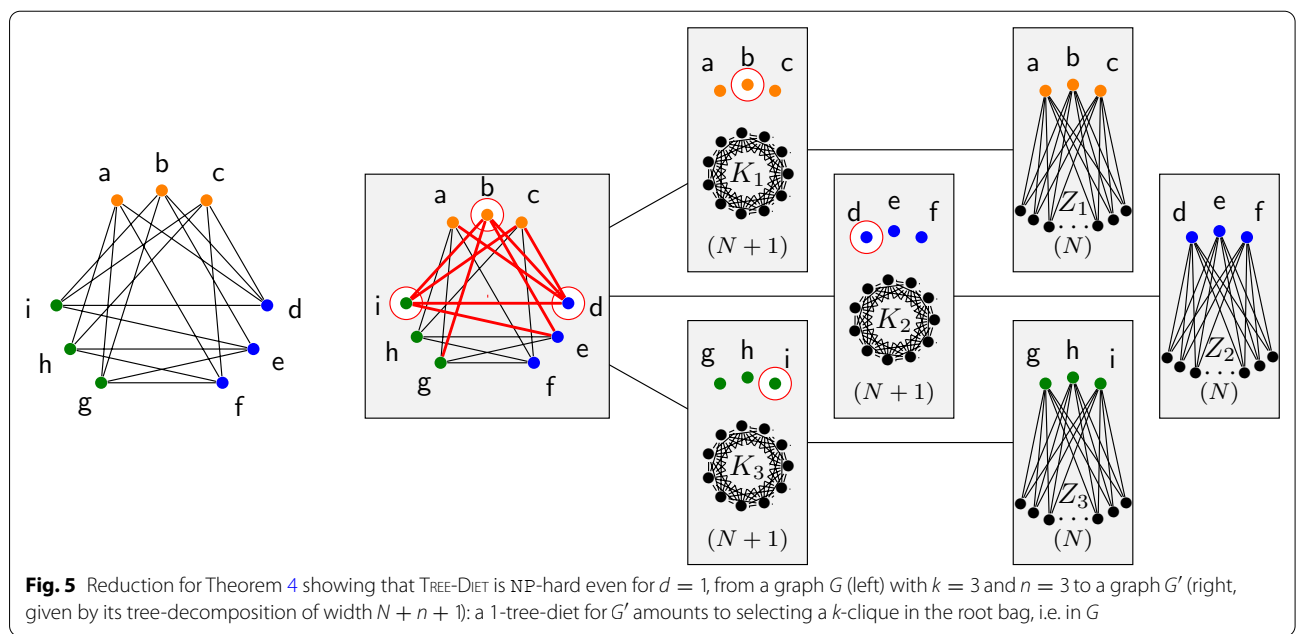 a b c
i d
h e
g f
a b c
i d
h e
g f
a b c
K₁
(N + 1)
d e f
K₂
(N + 1)
g h i
K₃
(N + 1)
a b c
Z₁
. . . .
(N)
d e f
Z₂
. . . .
(N)
g h i
Z₃
. . . .
(N)
Fig. 5 Reduction for Theorem 4 showing that TREE-DIET is NP-hard even for d = 1, from a graph G (left) with k = 3 and n = 3 to a graph G′ (right,
given by its tree-decomposition of width N + n + 1): a 1-tree-diet for G′ amounts to selecting a k-clique in the root bag, i.e. in G